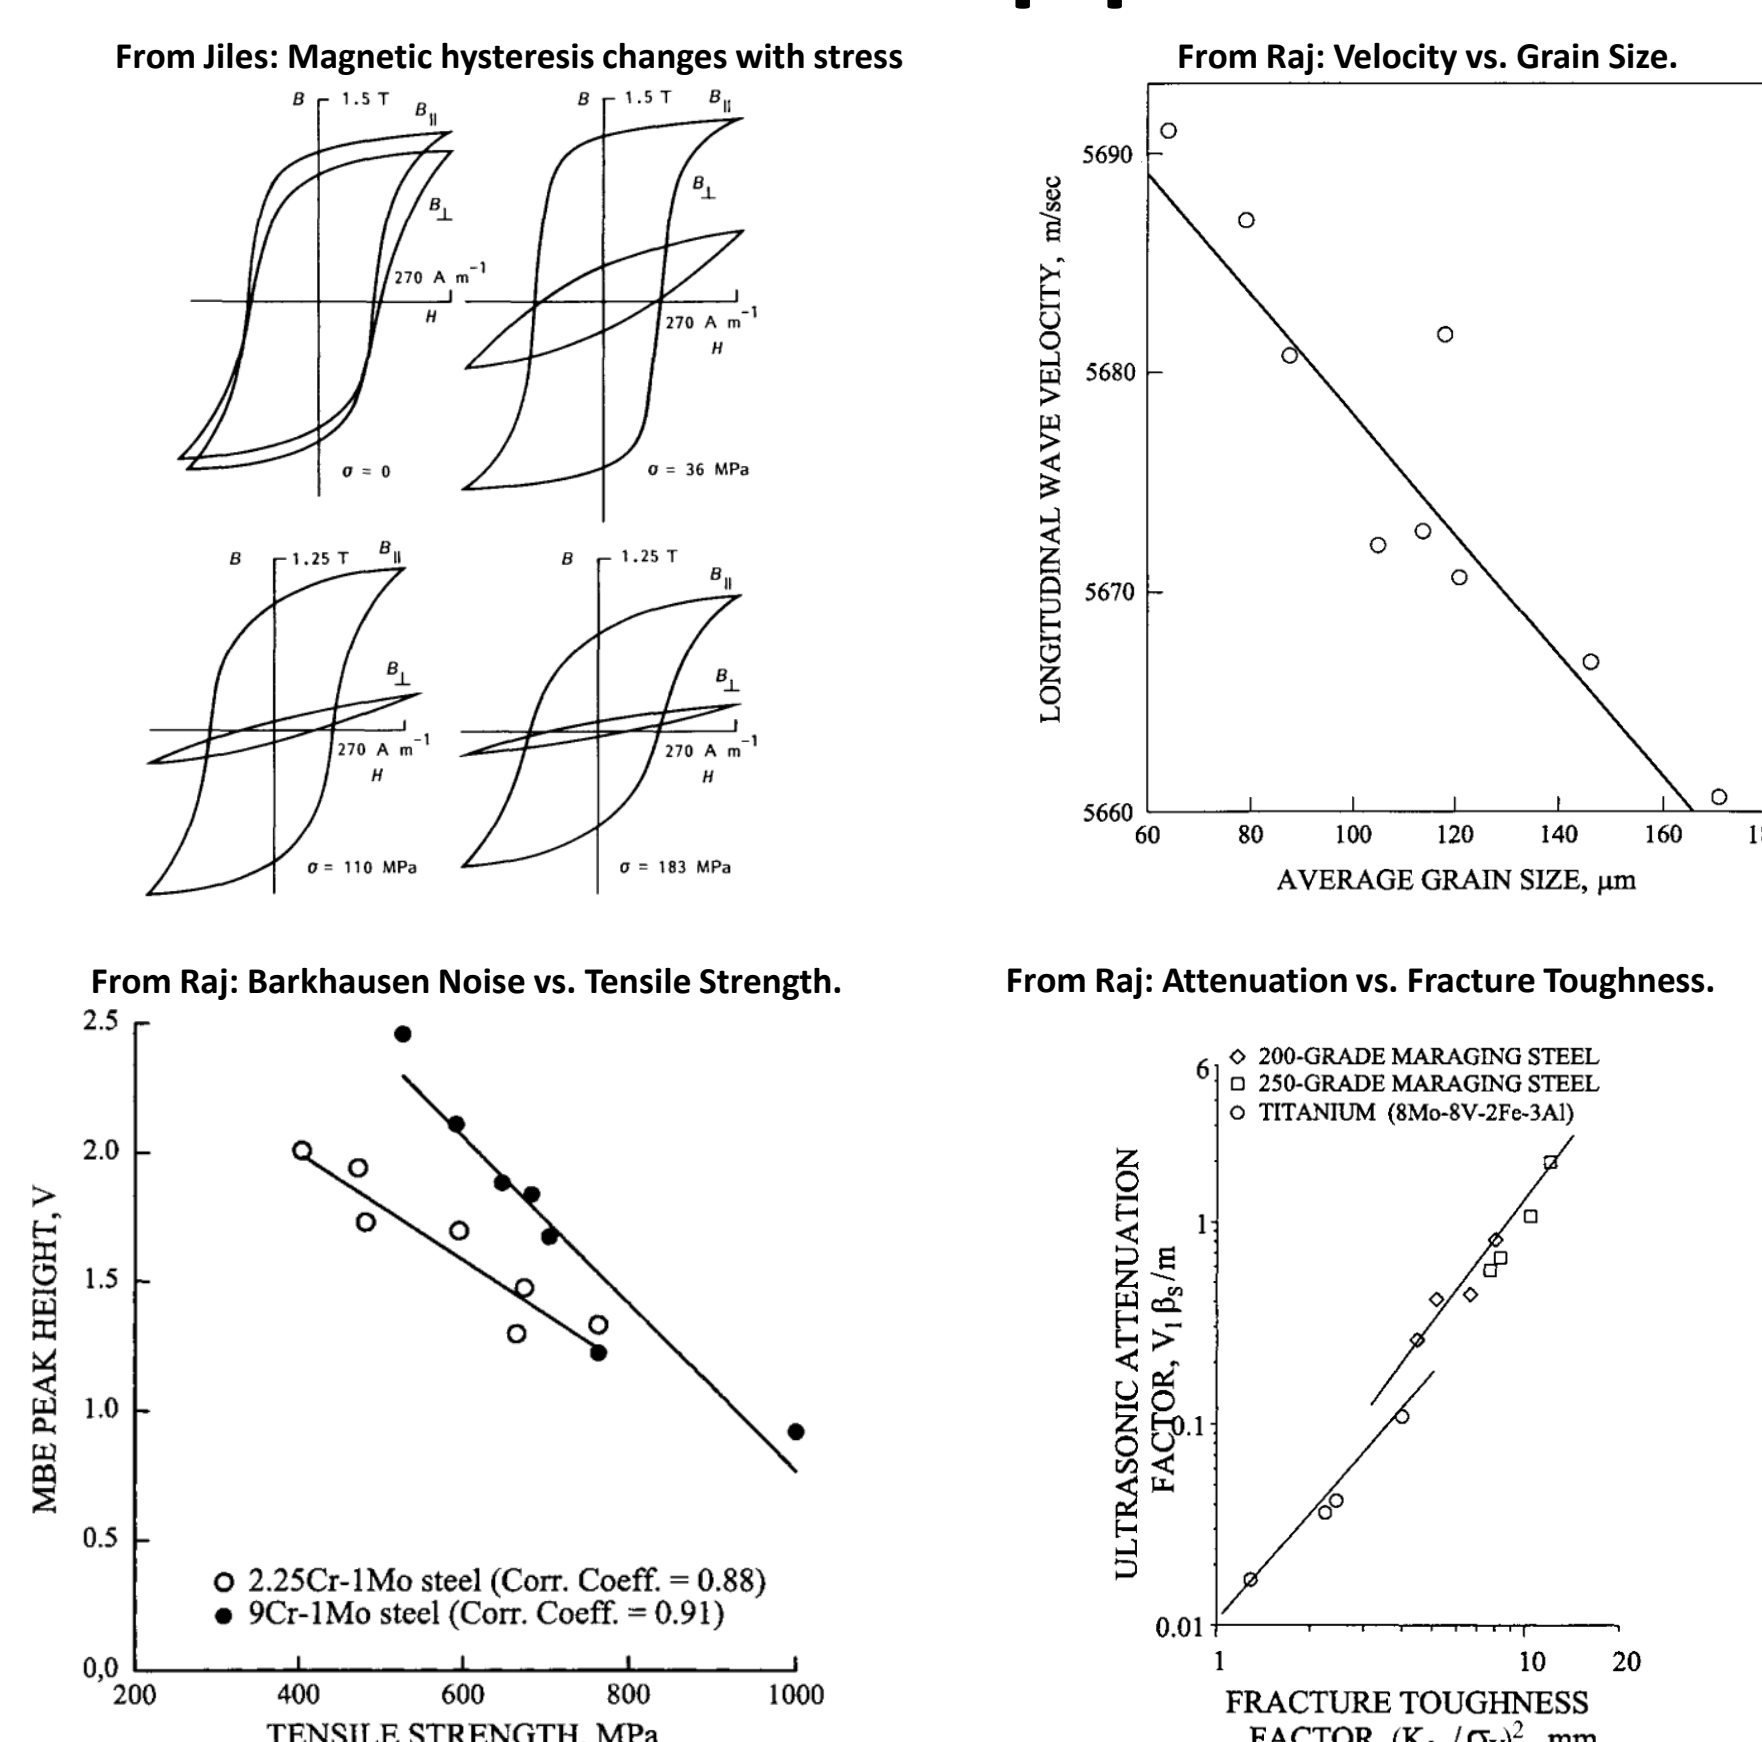 From Jiles: Magnetic hysteresis changes with stress
B 1.5 T B∥
B⊥
270 A m⁻¹
H
σ = 0
B 1.5 T B∥
B⊥
270 A m⁻¹
H
σ = 36 MPa
B 1.25 T B∥
B⊥
270 A m⁻¹
H
σ = 110 MPa
B 1.25 T B∥
B⊥
270 A m⁻¹
H
σ = 183 MPa
From Raj: Velocity vs. Grain Size.
LONGITUDINAL WAVE VELOCITY, m/sec
5690
5680
5670
5660
60 80 100 120 140 160
AVERAGE GRAIN SIZE, μm
From Raj: Barkhausen Noise vs. Tensile Strength.
MBE PEAK HEIGHT, V
2.5
2.0
1.5
1.0
0.5
0,0
2.25Cr-1Mo steel (Corr. Coeff. = 0.88)
9Cr-1Mo steel (Corr. Coeff. = 0.91)
200 400 600 800 1000
TENSILE STRENGTH, MPa
From Raj: Attenuation vs. Fracture Toughness.
200-GRADE MARAGING STEEL
250-GRADE MARAGING STEEL
TITANIUM (8Mo-8V-2Fe-3Al)
ULTRASONIC ATTENUATION
FACTOR, V₁ βS/m
6
1
0.1
0.01
1 10 20
FRACTURE TOUGHNESS
FACTOR, mm